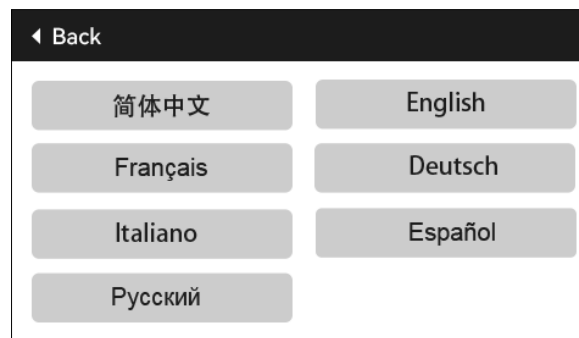 Back
简体中文
English
Français
Deutsch
Italiano
Español
Русский